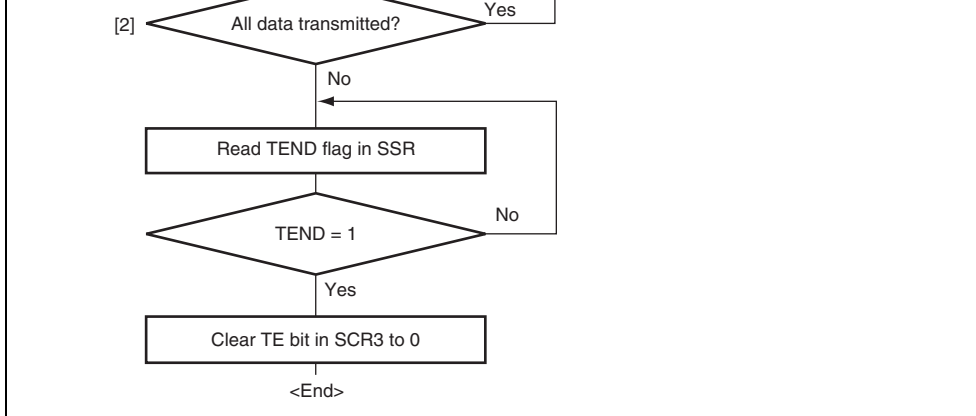 Yes
[2]
All data transmitted?
No
Read TEND flag in SSR
No
TEND = 1
Yes
Clear TE bit in SCR3 to 0
<End>